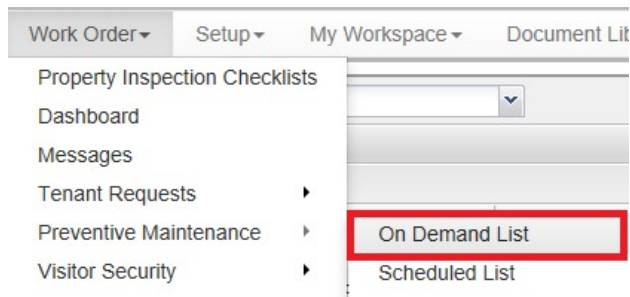 Work Order Setup My Workspace Document Lib
Property Inspection Checklists
Dashboard
Messages
Tenant Requests
Preventive Maintenance
On Demand List
Visitor Security
Scheduled List